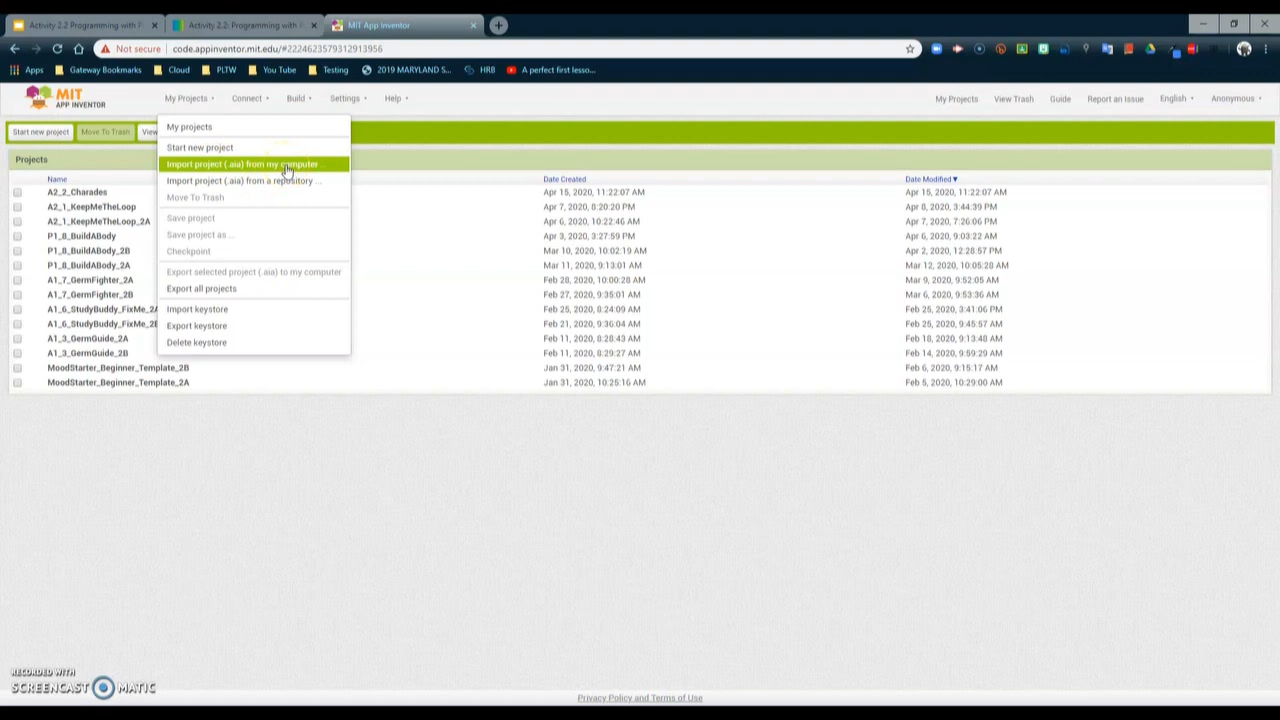 Activity 2.2 Programming with P
Activity 2.2: Programming with P
MIT App Inventor
Not secure
code.appinventor.mit.edu/#2224623579312913956
Apps
Gateway Bookmarks
Cloud
PLTW
You Tube
Testing
2019 MARYLAND S...
HRB
A perfect first lesso...
MIT
APP INVENTOR
My Projects
Connect
Build
Settings
Help
My Projects
View Trash
Guide
Report an Issue
English
Anonymous
Start new project
Move To Trash
View
My projects
Start new project
Import project (.aia) from my computer ...
Import project (.aia) from a repository ...
Move To Trash
Save project
Save project as ...
Checkpoint
Export selected project (.aia) to my computer
Export all projects
Import keystore
Export keystore
Delete keystore
Projects
Name Date Created Date Modified
A2_2_Charades Apr 15, 2020, 11:22:07 AM Apr 15, 2020, 11:22:07 AM
A2_1_KeepMeTheLoop Apr 7, 2020, 8:20:20 PM Apr 8, 2020, 3:44:39 PM
A2_1_KeepMeTheLoop_2A Apr 6, 2020, 10:22:46 AM Apr 7, 2020, 7:26:06 PM
P1_8_BuildABody Apr 3, 2020, 3:27:59 PM Apr 6, 2020, 9:03:22 AM
P1_8_BuildABody_2B Mar 10, 2020, 10:02:19 AM Apr 2, 2020, 12:28:57 PM
P1_8_BuildABody_2A Mar 11, 2020, 9:13:01 AM Mar 12, 2020, 10:05:28 AM
A1_7_GermFighter_2A Feb 28, 2020, 10:00:28 AM Mar 9, 2020, 9:52:05 AM
A1_7_GermFighter_2B Feb 27, 2020, 9:35:01 AM Mar 6, 2020, 9:53:36 AM
A1_6_StudyBuddy_FixMe_2A Feb 25, 2020, 8:24:09 AM Feb 25, 2020, 3:41:06 PM
A1_6_StudyBuddy_FixMe_2B Feb 21, 2020, 9:36:04 AM Feb 25, 2020, 9:45:57 AM
A1_3_GermGuide_2A Feb 11, 2020, 8:28:43 AM Feb 18, 2020, 9:13:48 AM
A1_3_GermGuide_2B Feb 11, 2020, 8:29:27 AM Feb 14, 2020, 9:59:29 AM
MoodStarter_Beginner_Template_2B Jan 31, 2020, 9:47:21 AM Feb 6, 2020, 9:15:17 AM
MoodStarter_Beginner_Template_2A Jan 31, 2020, 10:25:16 AM Feb 5, 2020, 10:29:00 AM
RECORDED WITH
SCREENCAST MATIC
Privacy Policy and Terms of Use